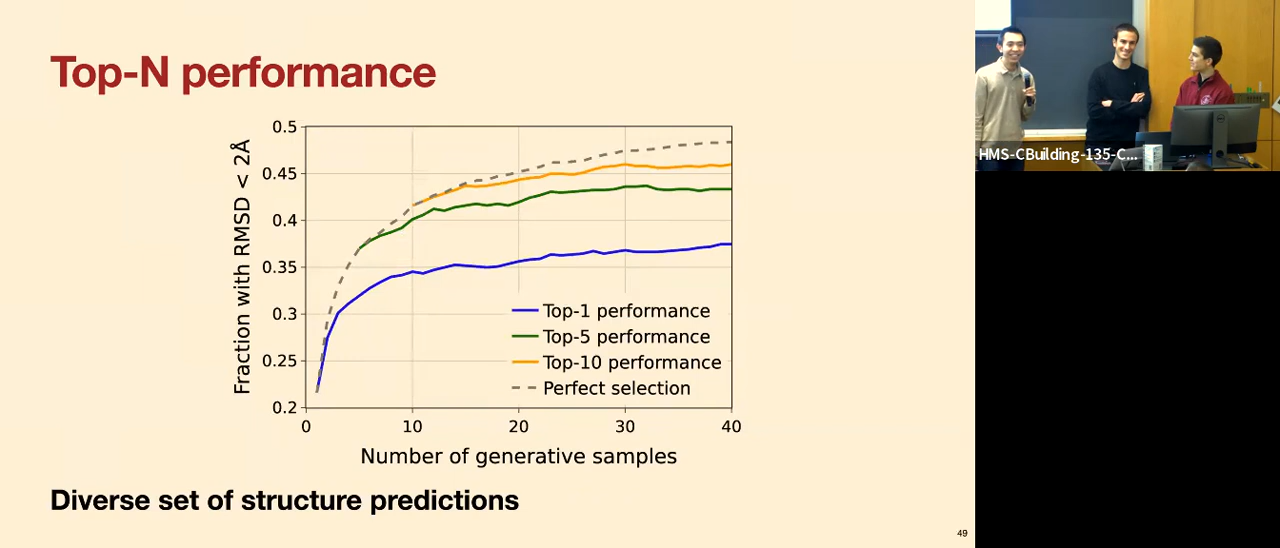 Top-N performance
Fraction with RMSD < 2Å
0.5
0.45
0.4
0.35
0.3
0.25
0.2
Top-1 performance
Top-5 performance
Top-10 performance
Perfect selection
0 10 20 30 40
Number of generative samples
Diverse set of structure predictions
49
HMS-CBuilding-135-C...